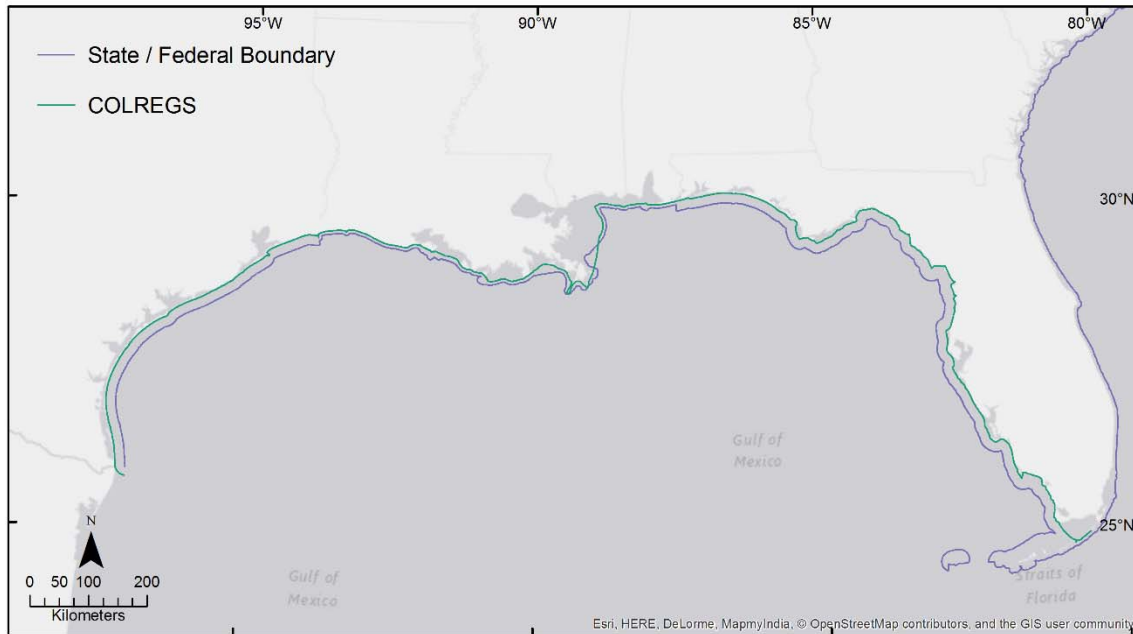 95°W 90°W 85°W 80°W
State / Federal Boundary
COLREGS
30°N
Gulf of
Mexico
25°N
N
Gulf of
Mexico
Straits of
Florida
0 50 100 200
Kilometers
Esri, HERE, DeLorme, MapmyIndia, © OpenStreetMap contributors, and the GIS user community